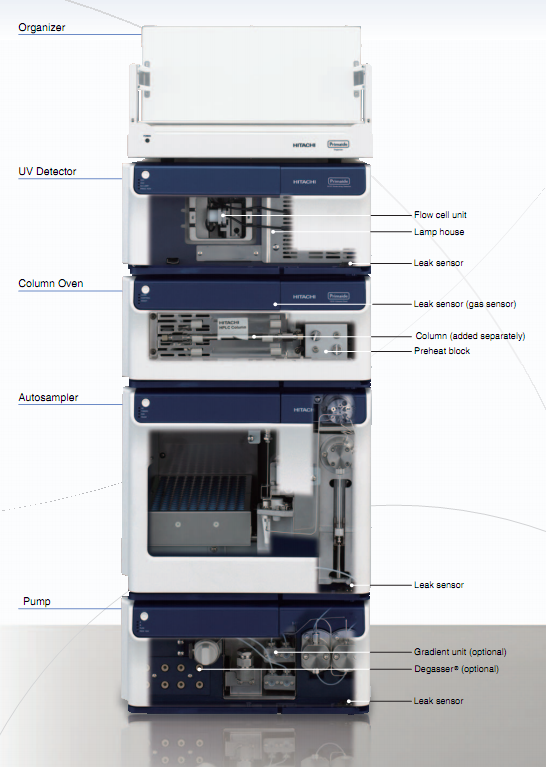 Organizer
HITACHI Primaide
UV Detector
HITACHI Primaide
Flow cell unit
Lamp house
Leak sensor
Column Oven
HITACHI Primaide
Leak sensor (gas sensor)
HITACHI
HPLC Column
Column (added separately)
Preheat block
Autosampler
HITACHI
Leak sensor
Pump
Gradient unit (optional)
Degasser® (optional)
Leak sensor